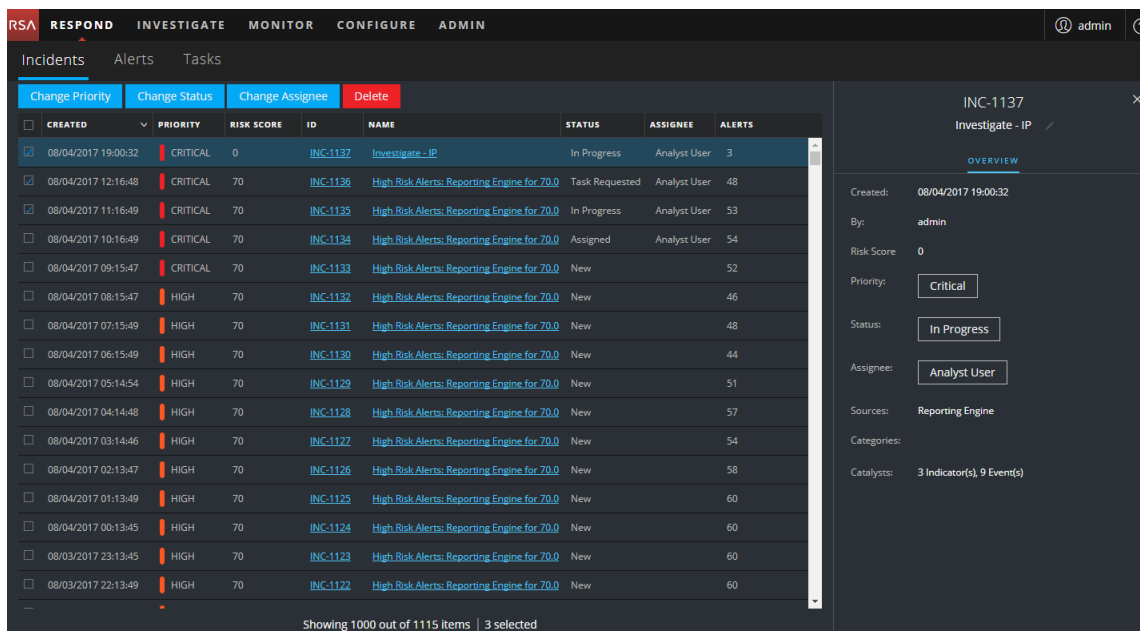 RSA RESPOND INVESTIGATE MONITOR CONFIGURE ADMIN admin
Incidents Alerts Tasks
Change Priority Change Status Change Assignee Delete
CREATED PRIORITY RISK SCORE ID NAME STATUS ASSIGNEE ALERTS
08/04/2017 19:00:32 CRITICAL 0 INC-1137 Investigate - IP In Progress Analyst User 3
08/04/2017 12:16:48 CRITICAL 70 INC-1136 High Risk Alerts: Reporting Engine for 70.0 Task Requested Analyst User 48
08/04/2017 11:16:49 CRITICAL 70 INC-1135 High Risk Alerts: Reporting Engine for 70.0 In Progress Analyst User 53
08/04/2017 10:16:49 CRITICAL 70 INC-1134 High Risk Alerts: Reporting Engine for 70.0 Assigned Analyst User 54
08/04/2017 09:15:47 CRITICAL 70 INC-1133 High Risk Alerts: Reporting Engine for 70.0 New 52
08/04/2017 08:15:47 HIGH 70 INC-1132 High Risk Alerts: Reporting Engine for 70.0 New 46
08/04/2017 07:15:49 HIGH 70 INC-1131 High Risk Alerts: Reporting Engine for 70.0 New 48
08/04/2017 06:15:49 HIGH 70 INC-1130 High Risk Alerts: Reporting Engine for 70.0 New 44
08/04/2017 05:14:54 HIGH 70 INC-1129 High Risk Alerts: Reporting Engine for 70.0 New 51
08/04/2017 04:14:48 HIGH 70 INC-1128 High Risk Alerts: Reporting Engine for 70.0 New 57
08/04/2017 03:14:46 HIGH 70 INC-1127 High Risk Alerts: Reporting Engine for 70.0 New 54
08/04/2017 02:13:47 HIGH 70 INC-1126 High Risk Alerts: Reporting Engine for 70.0 New 58
08/04/2017 01:13:49 HIGH 70 INC-1125 High Risk Alerts: Reporting Engine for 70.0 New 60
08/04/2017 00:13:45 HIGH 70 INC-1124 High Risk Alerts: Reporting Engine for 70.0 New 60
08/03/2017 23:13:45 HIGH 70 INC-1123 High Risk Alerts: Reporting Engine for 70.0 New 60
08/03/2017 22:13:49 HIGH 70 INC-1122 High Risk Alerts: Reporting Engine for 70.0 New 60
Showing 1000 out of 1115 items | 3 selected
INC-1137
Investigate - IP
OVERVIEW
Created: 08/04/2017 19:00:32
By: admin
Risk Score 0
Priority: Critical
Status: In Progress
Assignee: Analyst User
Sources: Reporting Engine
Categories:
Catalysts: 3 Indicator(s), 9 Event(s)